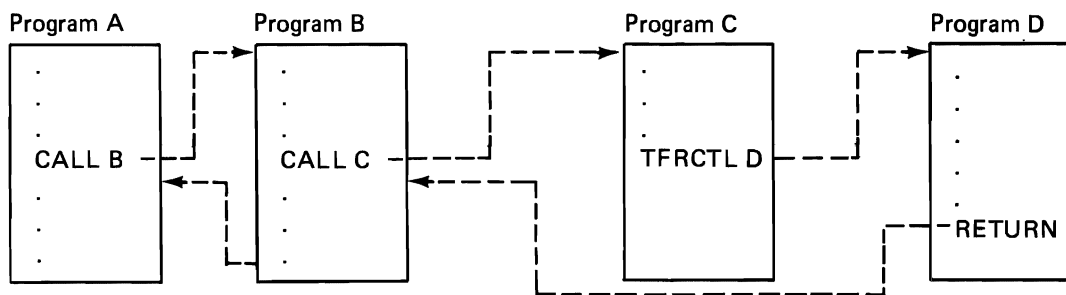 Program A
Program B
Program C
Program D
CALL B
CALL C
TFRCTL D
RETURN